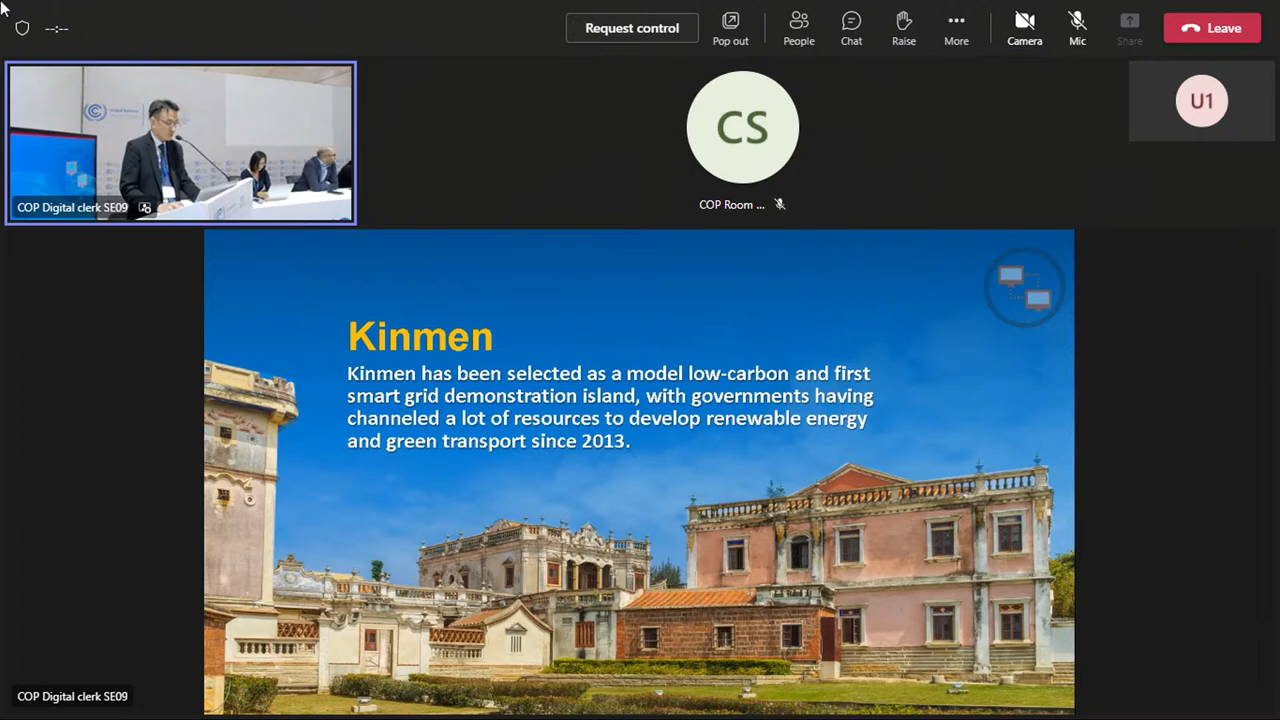 --:--
Request control
Pop out
People
Chat
Raise
More
Camera
Mic
Share
Leave
COP Digital clerk SE09
CS
COP Room ...
U1
Kinmen
Kinmen has been selected as a model low-carbon and first
smart grid demonstration island, with governments having
channeled a lot of resources to develop renewable energy
and green transport since 2013.
COP Digital clerk SE09